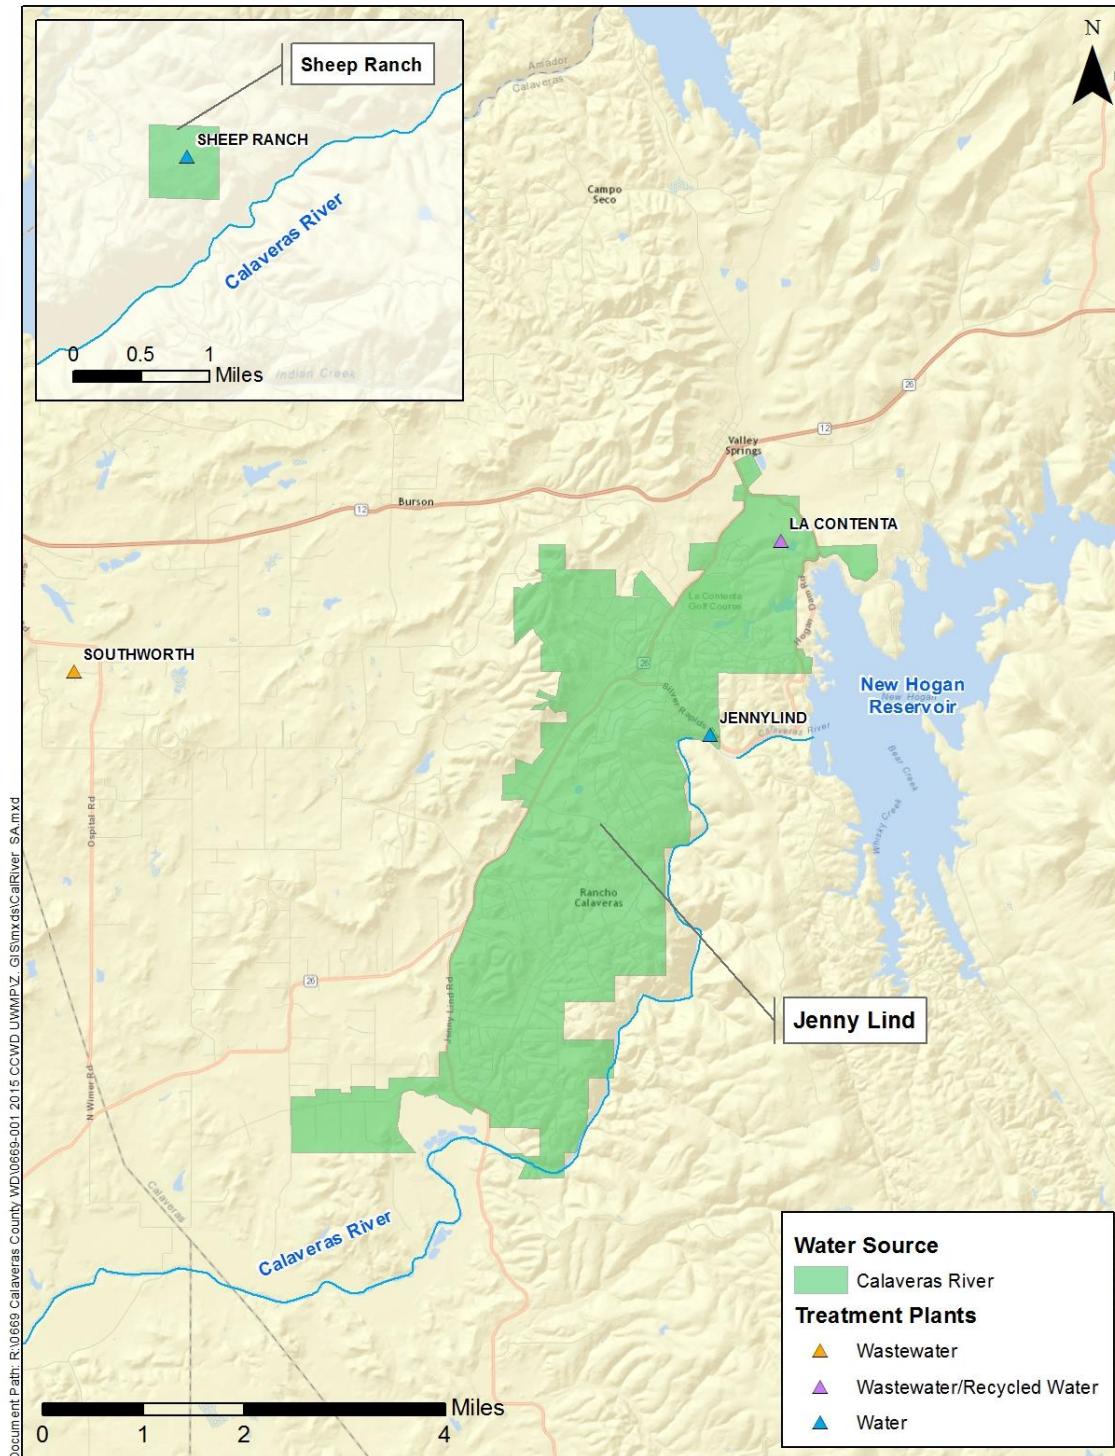 Sheep Ranch
SHEEP RANCH
Calaveras River
0 0.5 1
Miles
Indian Creek
N
Amador
Calaveras
Campo
Seco
26
12
Valley
Springs
Burson
12
LA CONTENTA
La Contenta
Golf Course
Hogan Dam Rd
SOUTHWORTH
26
Silver Rapids
New Hogan
Reservoir
New Hogan
JENNYLIND
Calaveras River
Bear Creek
Whisky Creek
Ospital Rd
Rancho
Calaveras
26
Jenny Lind Rd
Jenny Lind
N Wimer Rd
Calaveras
Calaveras River
Water Source
Calaveras River
Treatment Plants
Wastewater
Wastewater/Recycled Water
Water
Miles
0 1 2 4
Document Path: R:\0669 Calaveras County WD\0669-001 2015 CCWD UWMP\Z. GIS\mxds\CalRiver_SA.mxd